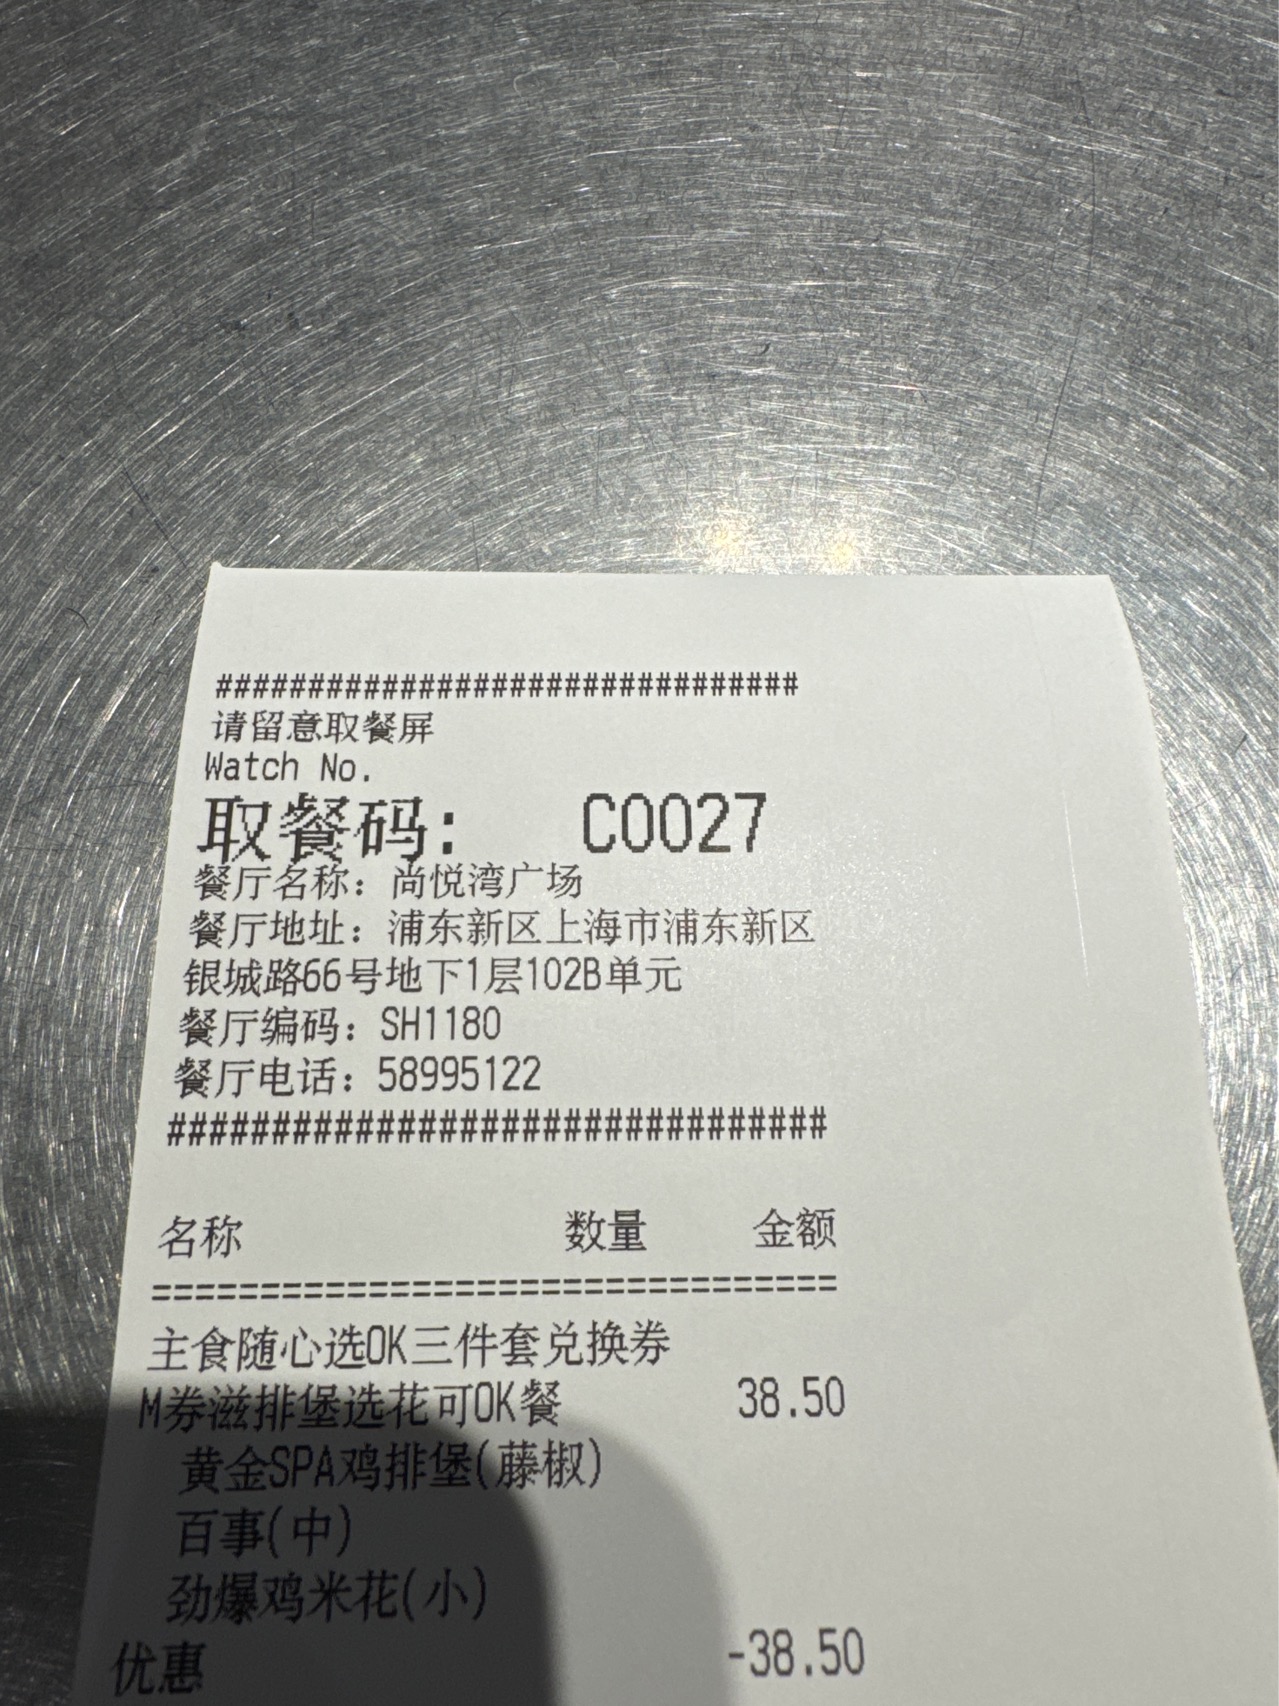 ################################
请留意取餐屏
Watch No.
取餐码： C0027
餐厅名称：尚悦湾广场
餐厅地址：浦东新区上海市浦东新区
银城路66号地下1层102B单元
餐厅编码：SH1180
餐厅电话：58995122
################################
名称 数量 金额
================================
主食随心选OK三件套兑换券
M券滋排堡选花可OK餐 38.50
黄金SPA鸡排堡(藤椒)
百事(中)
劲爆鸡米花(小)
优惠 -38.50